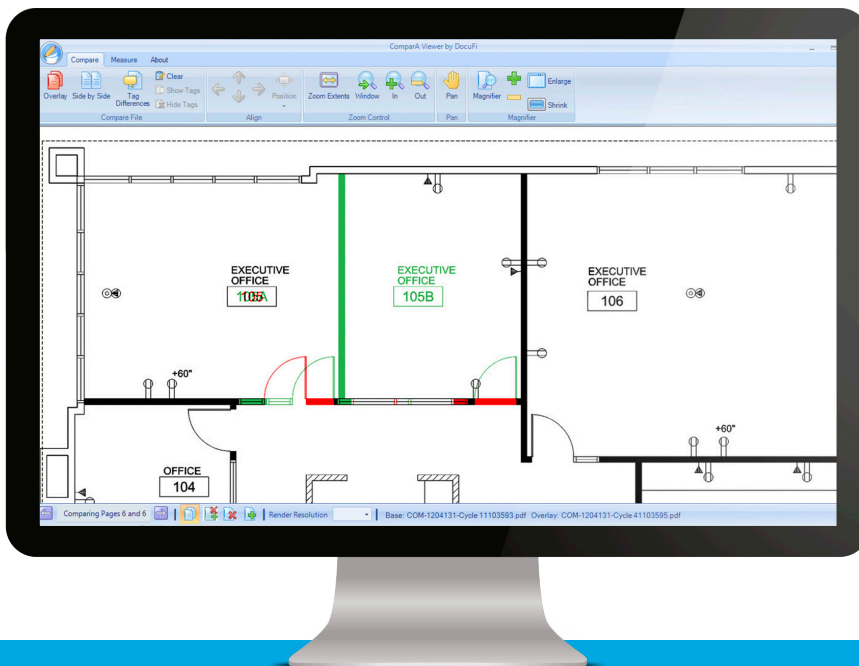 ComparA Viewer by DocuFi
Compare Measure About
Overlay
Side by Side
Tag
Differences
Clear
Show Tags
Hide Tags
Compare File
Position
Align
Zoom Extents
Window
In
Out
Zoom Control
Pan
Pan
Magnifier
Enlarge
Shrink
Magnifier
EXECUTIVE
OFFICE
EXECUTIVE
OFFICE
105B
EXECUTIVE
OFFICE
106
+60"
+60"
OFFICE
104
Comparing Pages 6 and 6
Render Resolution
Base: COM-1204131-Cycle 11103593.pdf Overlay: COM-1204131-Cycle 41103595.pdf